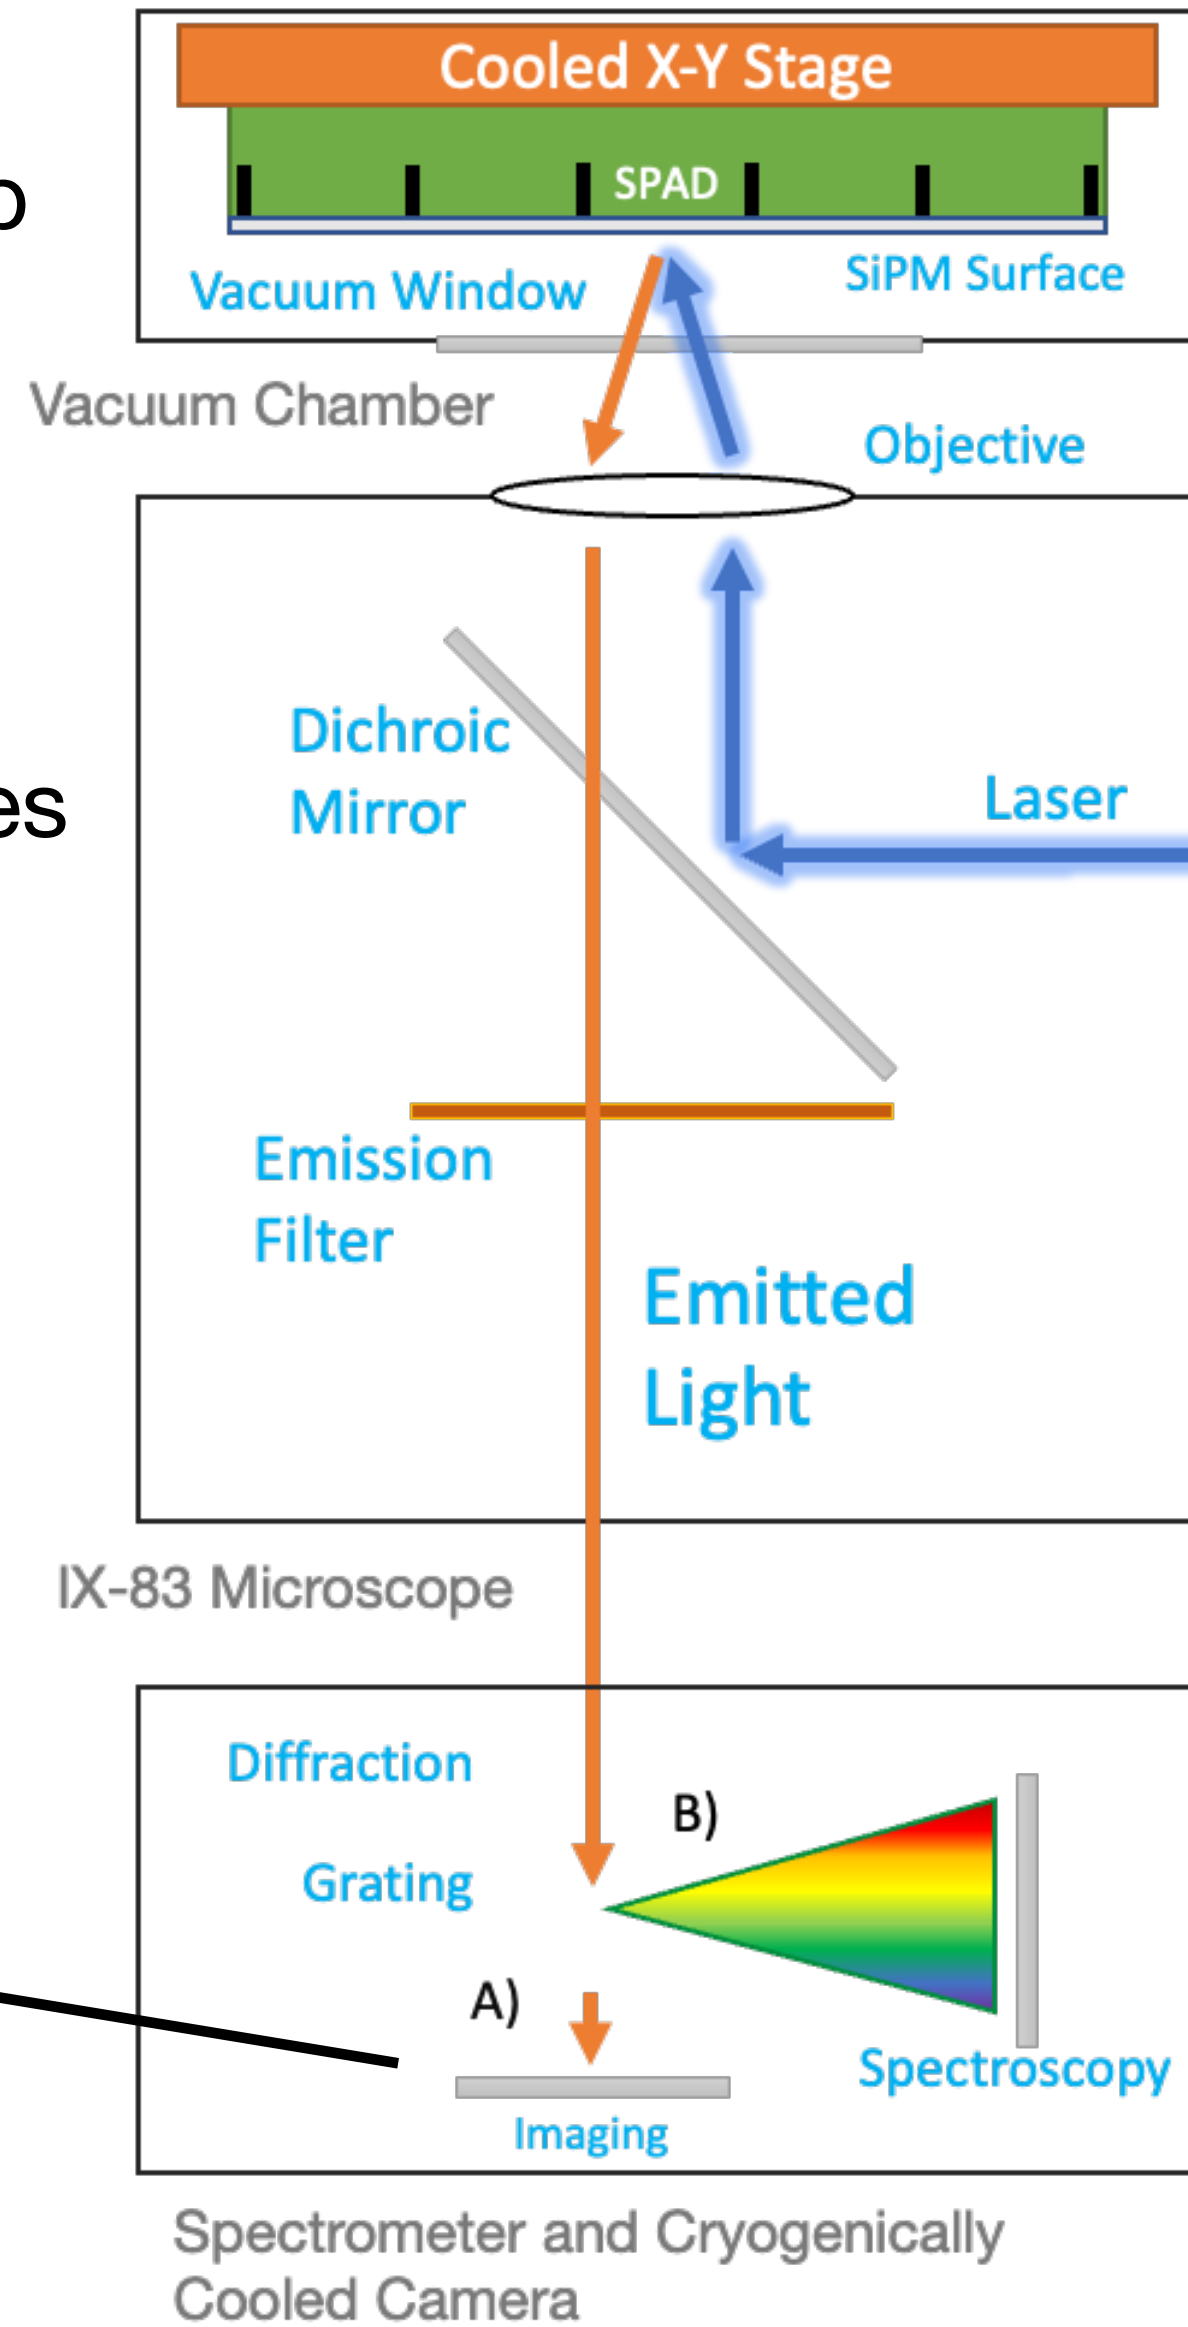 Cooled X-Y Stage
SPAD
Vacuum Window
SiPM Surface
Vacuum Chamber
Objective
Dichroic
Mirror
Laser
es
Emission
Filter
Emitted
Light
IX-83 Microscope
Diffraction
B)
Grating
A)
Spectroscopy
Imaging
Spectrometer and Cryogenically
Cooled Camera